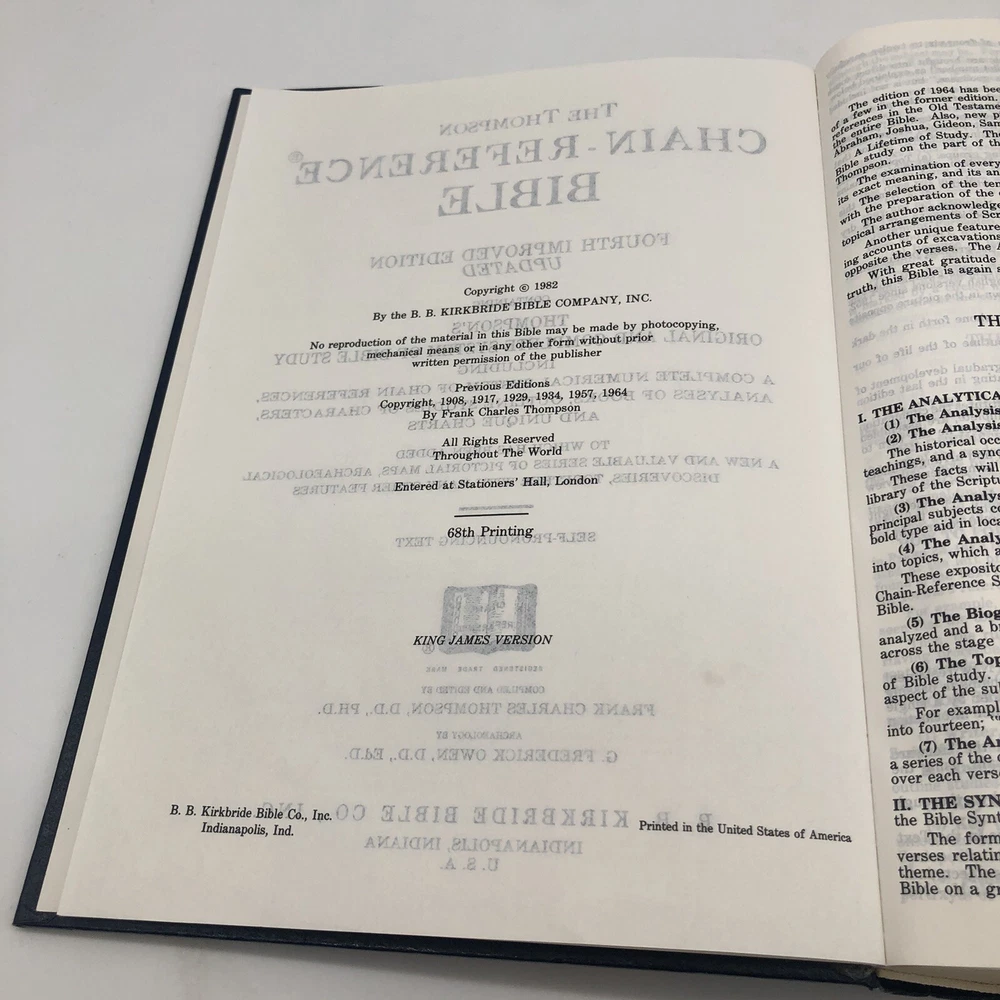 Copyright © 1982
By the B. B. KIRKBRIDE BIBLE COMPANY, INC.
No reproduction of the material in this Bible may be made by photocopying,
mechanical means or in any other form without prior
written permission of the publisher
Previous Editions
Copyright, 1908, 1917, 1929, 1934, 1957, 1964
By Frank Charles Thompson
All Rights Reserved
Throughout The World
Entered at Stationers' Hall, London
68th Printing
KING JAMES VERSION
B. B. Kirkbride Bible Co., Inc.
Indianapolis, Ind.
Printed in the United States of America
The edition of 1964 has bee
of a few in the former edition.
references in the Old Testame
the entire Bible. Also, new p
Abraham, Joshua, Gideon, Sam
A Lifetime of Study. Th
Bible study on the part of th
Thompson.
The examination of every
its exact meaning, and its an
The selection of the ten
with the preparation of the
The author acknowledge
topical arrangements of Scr
Another unique feature
ing accounts of excavations
opposite the verses. The A
With great gratitude
truth, this Bible is again s
TH
I. THE ANALYTICA
(1) The Analysis
(2) The Analysis
The historical occ
teachings, and a syno
These facts will
library of the Scriptu
(3) The Analys
principal subjects co
bold type aid in loca
(4) The Analy
into topics, which a
These exposito
Chain-Reference S
Bible.
(5) The Biog
analyzed and a br
across the stage
(6) The Top
of Bible study.
aspect of the sub
For exampl
into fourteen;
(7) The An
a series of the c
over each verse
II. THE SYN
the Bible Synt
The form
verses relatin
theme. The
Bible on a gr